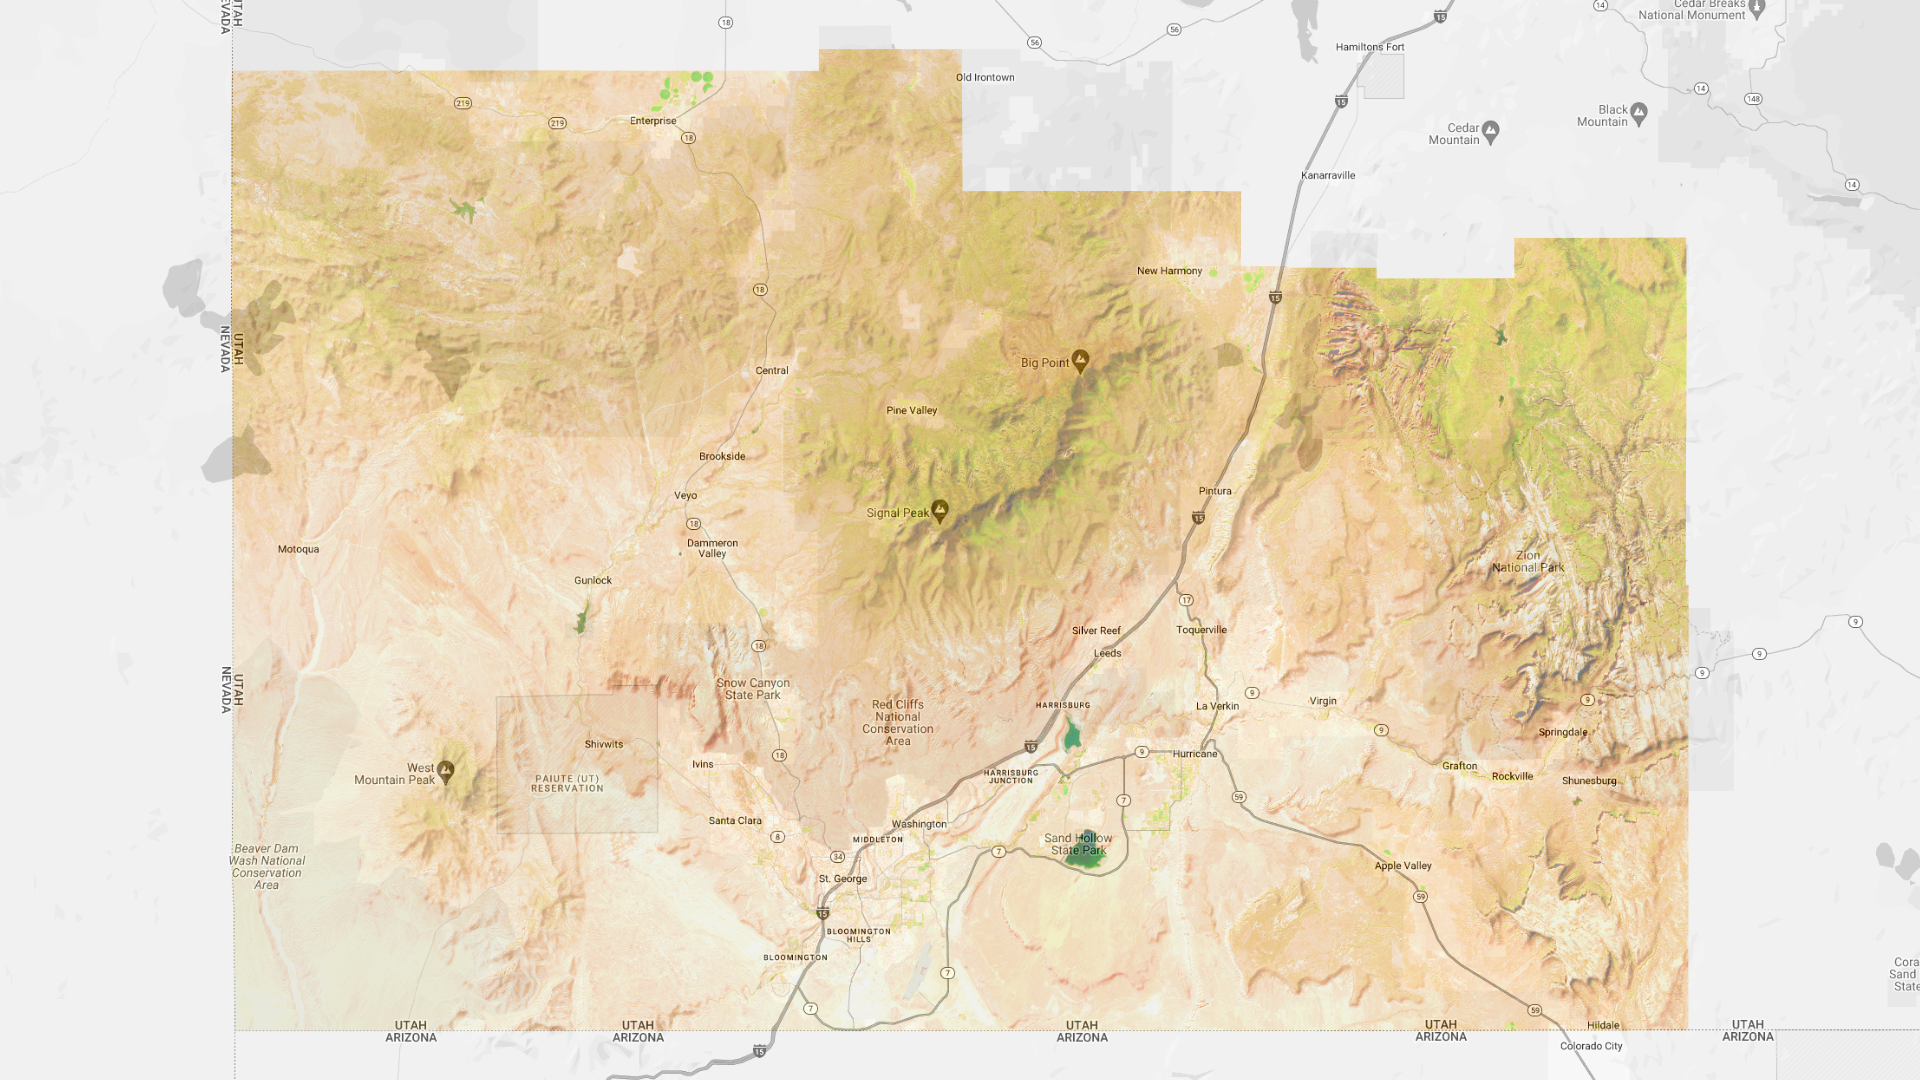 UTAH
NEVADA
18
56
56
15
14
Cedar Breaks
National Monument
Hamiltons Fort
Old Irontown
219
219
Enterprise
18
15
14
148
Black
Mountain
Cedar
Mountain
Kanarraville
14
New Harmony
18
15
UTAH
NEVADA
Central
Big Point
Pine Valley
Brookside
Veyo
18
Signal Peak
Pintura
15
Motoqua
Dammeron
Valley
Gunlock
Zion
National Park
17
Silver Reef
Toquerville
Leeds
18
9
9
9
UTAH
NEVADA
Snow Canyon
State Park
Red Cliffs
National
Conservation
Area
HARRISBURG
La Verkin
9
Virgin
9
9
Springdale
Shivwits
18
15
9
Hurricane
West
Mountain Peak
PAIUTE (UT)
RESERVATION
Ivins
HARRISBURG
JUNCTION
Grafton
Rockville
Shunesburg
7
59
Santa Clara
8
Washington
MIDDLETON
Sand Hollow
State Park
7
34
Beaver Dam
Wash National
Conservation
Area
St. George
Apple Valley
59
15
BLOOMINGTON
HILLS
BLOOMINGTON
7
Cora
Sand
State
7
59
UTAH
ARIZONA
UTAH
ARIZONA
UTAH
ARIZONA
UTAH
ARIZONA
Hildale
UTAH
ARIZONA
Colorado City
15